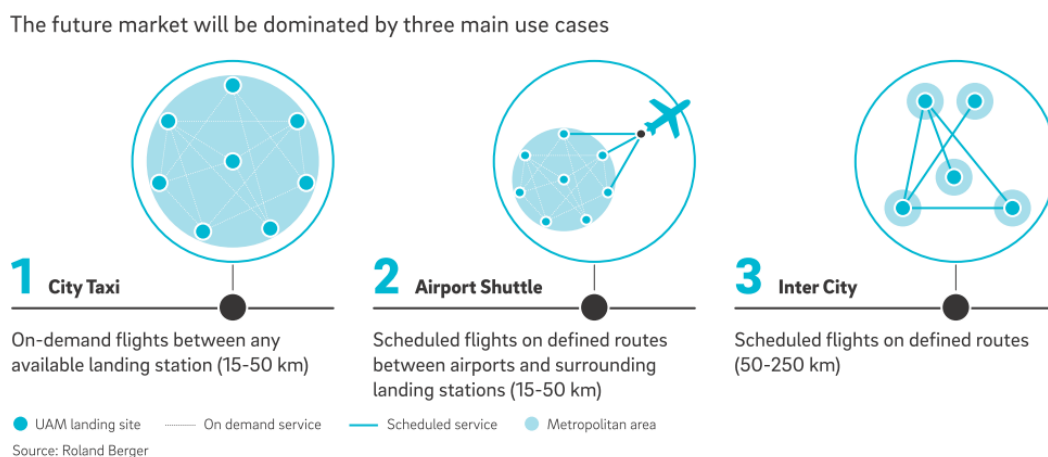 The future market will be dominated by three main use cases
1 City Taxi
On-demand flights between any
available landing station (15-50 km)
2 Airport Shuttle
Scheduled flights on defined routes
between airports and surrounding
landing stations (15-50 km)
3 Inter City
Scheduled flights on defined routes
(50-250 km)
UAM landing site On demand service Scheduled service Metropolitan area
Source: Roland Berger